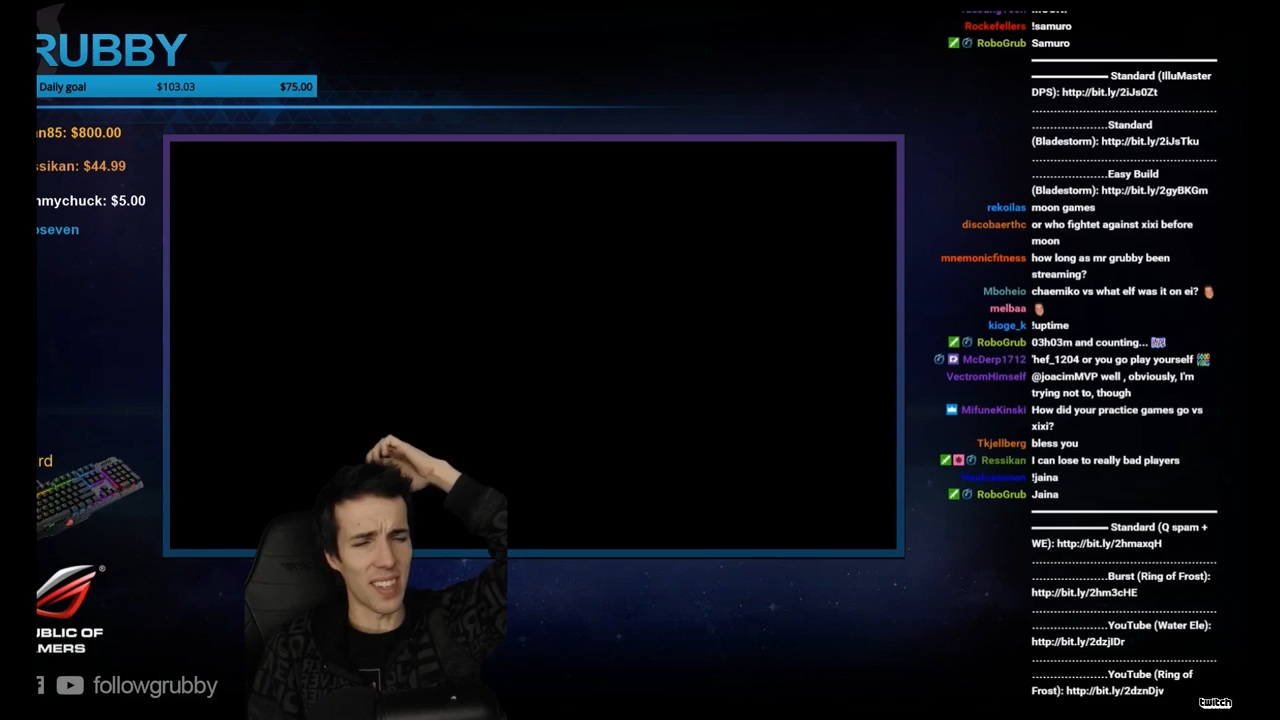 RUBBY
Daily goal $103.03 $75.00
an85: $800.00
ssikan: $44.99
nmychuck: $5.00
oseven
rd
®
UBLIC OF
AMERS
followgrubby
Rockefellers !samuro
RoboGrub Samuro
Standard (IlluMaster
DPS): http://bit.ly/2iJs0Zt
Standard
(Bladestorm): http://bit.ly/2iJsTku
Easy Build
(Bladestorm): http://bit.ly/2gyBKGm
rekoilas moon games
discobaerthc or who fightet against xixi before
moon
mnemonicfitness how long as mr grubby been
streaming?
Mboheio chaemiko vs what elf was it on ei?
melbaa
kioge_k !uptime
RoboGrub 03h03m and counting...
McDerp1712 'hef_1204 or you go play yourself
VectromHimself @joacimMVP well , obviously, I'm
trying not to, though
MifuneKinski How did your practice games go vs
xixi?
Tkjellberg bless you
Ressikan I can lose to really bad players
!jaina
RoboGrub Jaina
Standard (Q spam +
WE): http://bit.ly/2hmaxqH
Burst (Ring of Frost):
http://bit.ly/2hm3cHE
YouTube (Water Ele):
http://bit.ly/2dzjIDr
YouTube (Ring of
Frost): http://bit.ly/2dznDjv
twitch